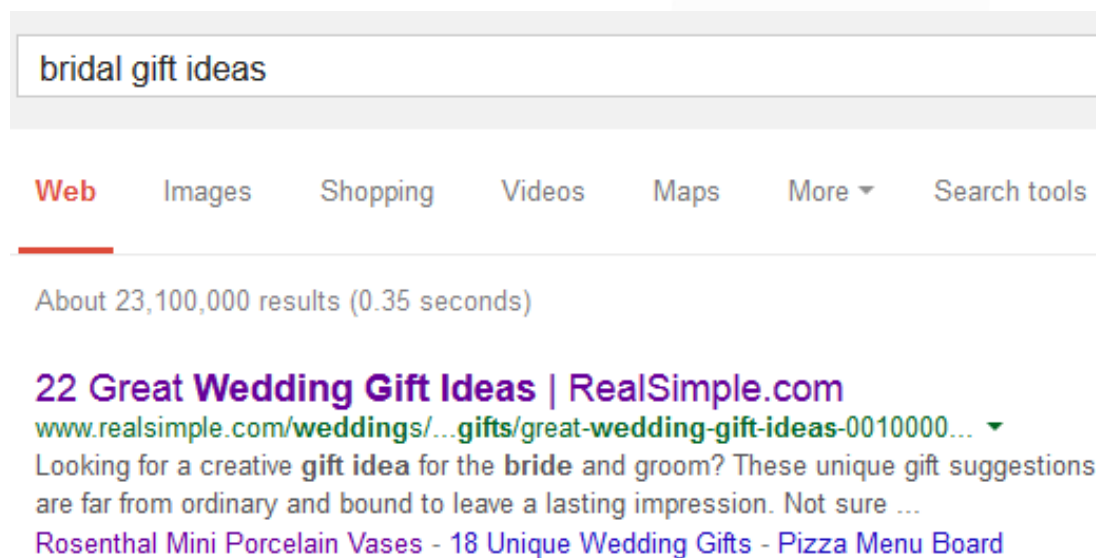 bridal gift ideas
Web Images Shopping Videos Maps More Search tools
About 23,100,000 results (0.35 seconds)
22 Great Wedding Gift Ideas | RealSimple.com
www.realsimple.com/weddings/...gifts/great-wedding-gift-ideas-0010000...
Looking for a creative gift idea for the bride and groom? These unique gift suggestions
are far from ordinary and bound to leave a lasting impression. Not sure ...
Rosenthal Mini Porcelain Vases - 18 Unique Wedding Gifts - Pizza Menu Board